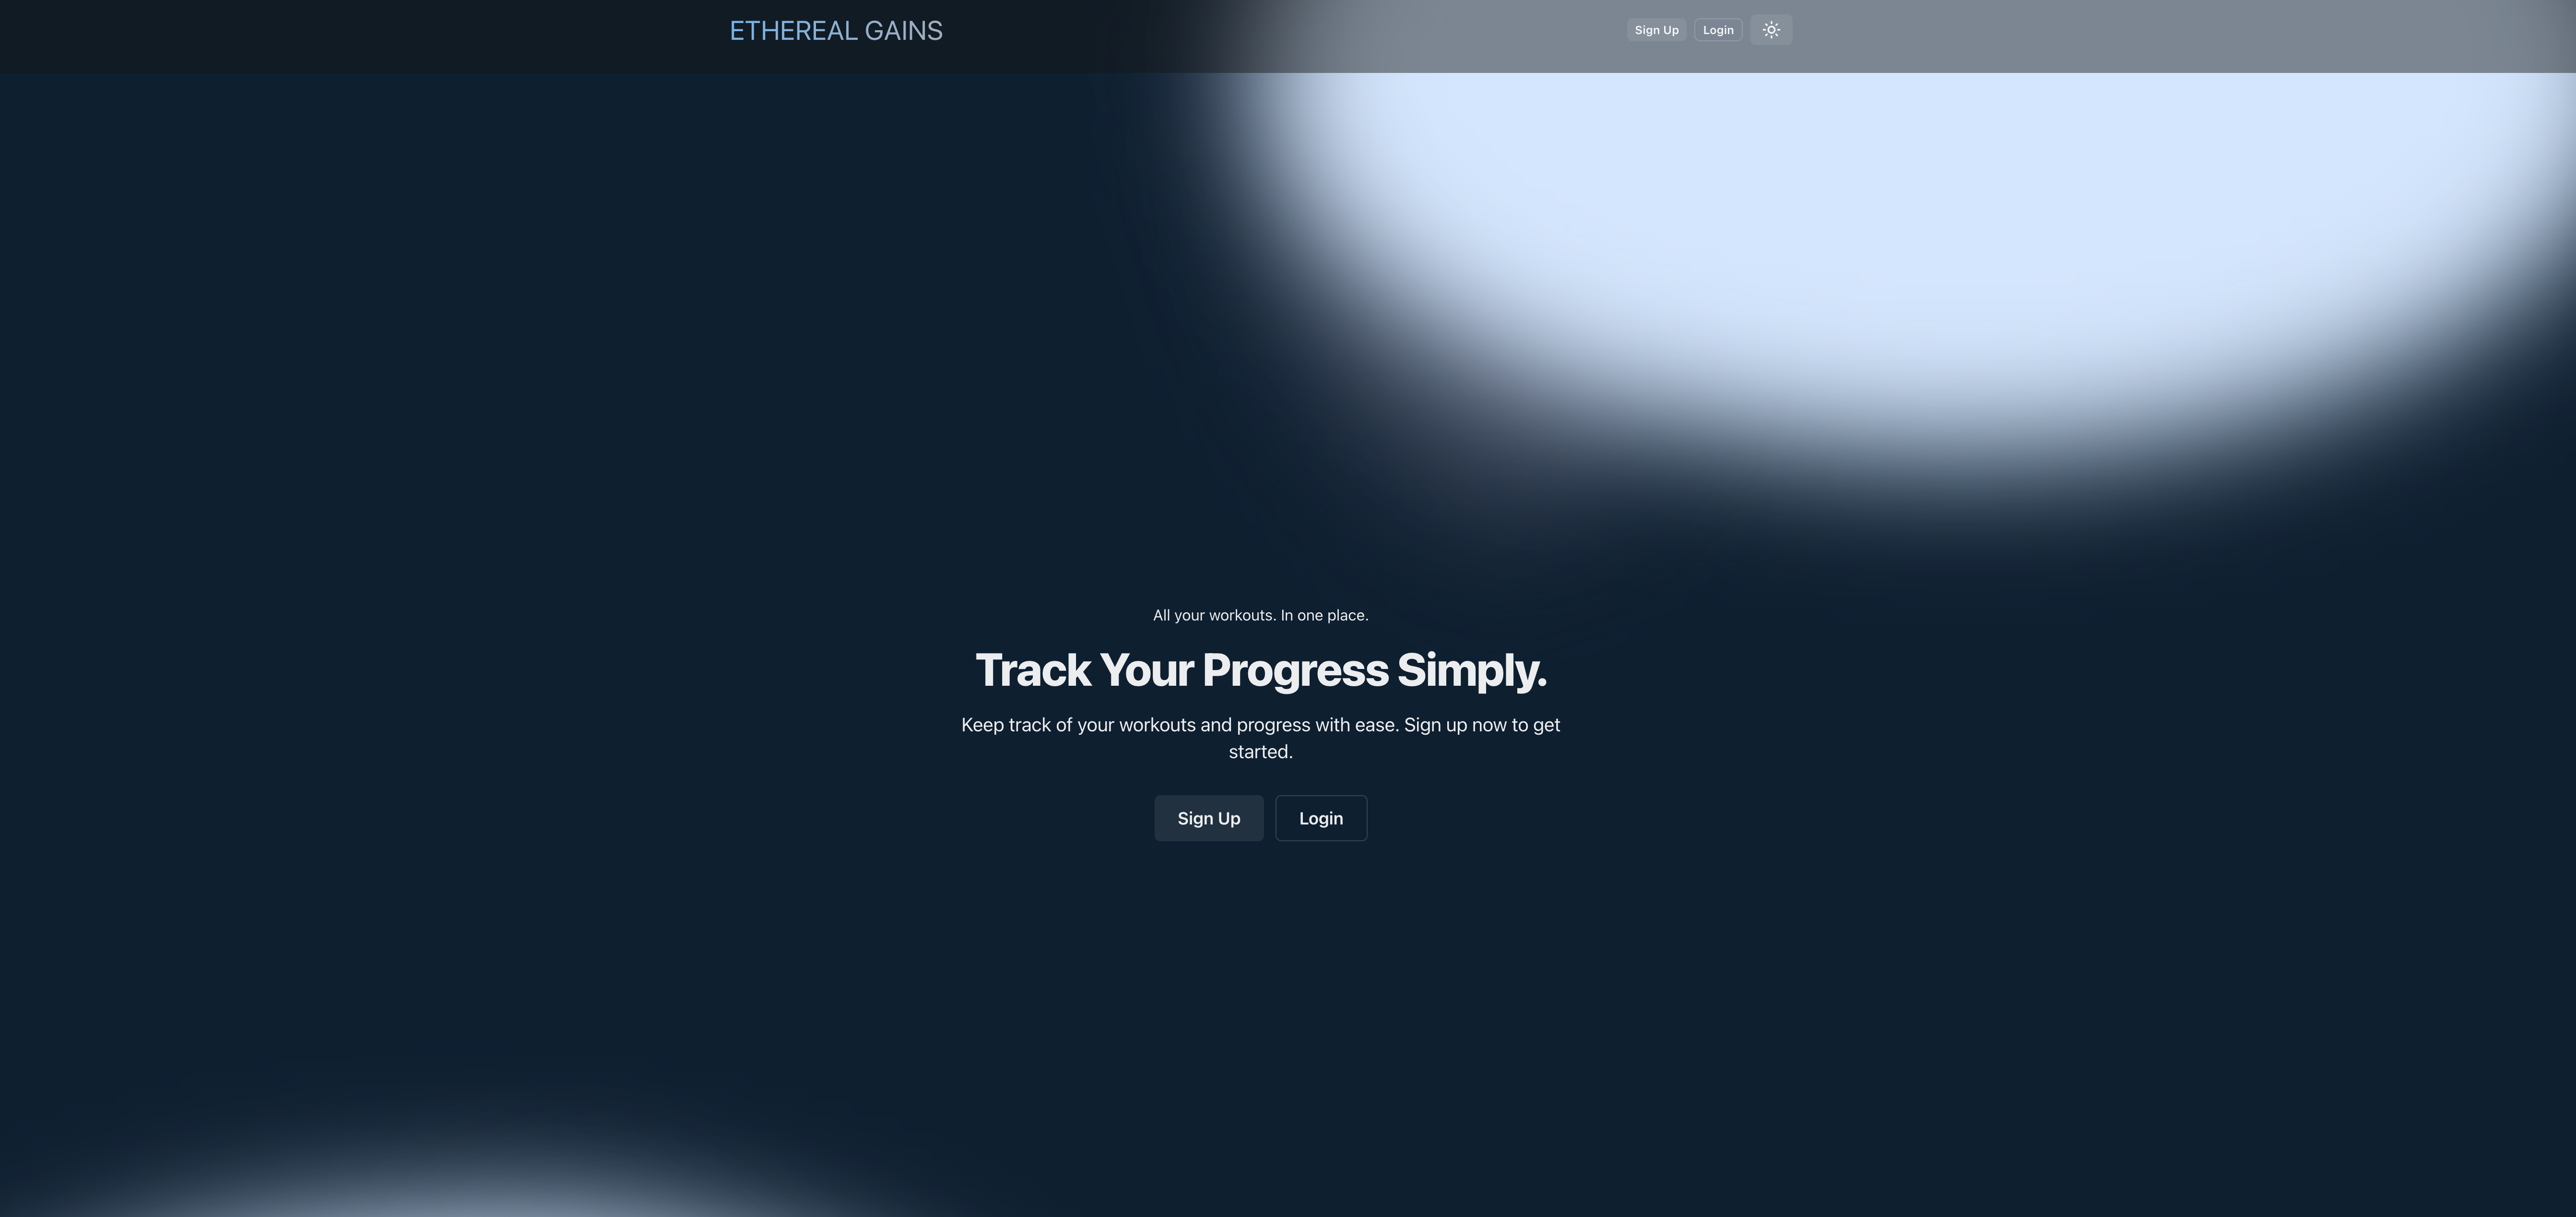 ETHEREAL GAINS
Sign Up
Login
All your workouts. In one place.
Track Your Progress Simply.
Keep track of your workouts and progress with ease. Sign up now to get
started.
Sign Up
Login